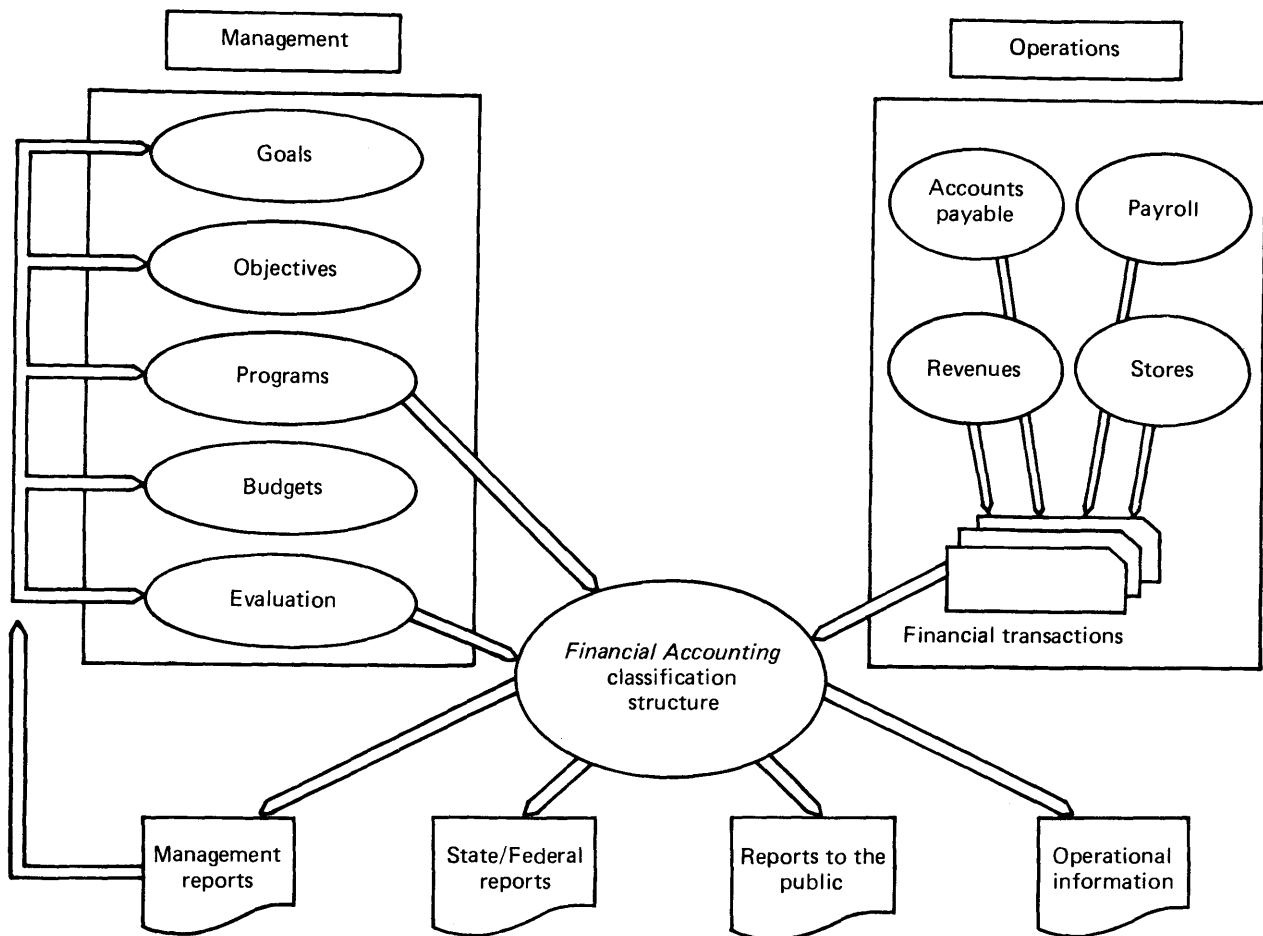 Management
Operations
Goals
Objectives
Programs
Budgets
Evaluation
Accounts
payable
Payroll
Revenues
Stores
Financial transactions
Financial Accounting
classification
structure
Management
reports
State/Federal
reports
Reports to the
public
Operational
information